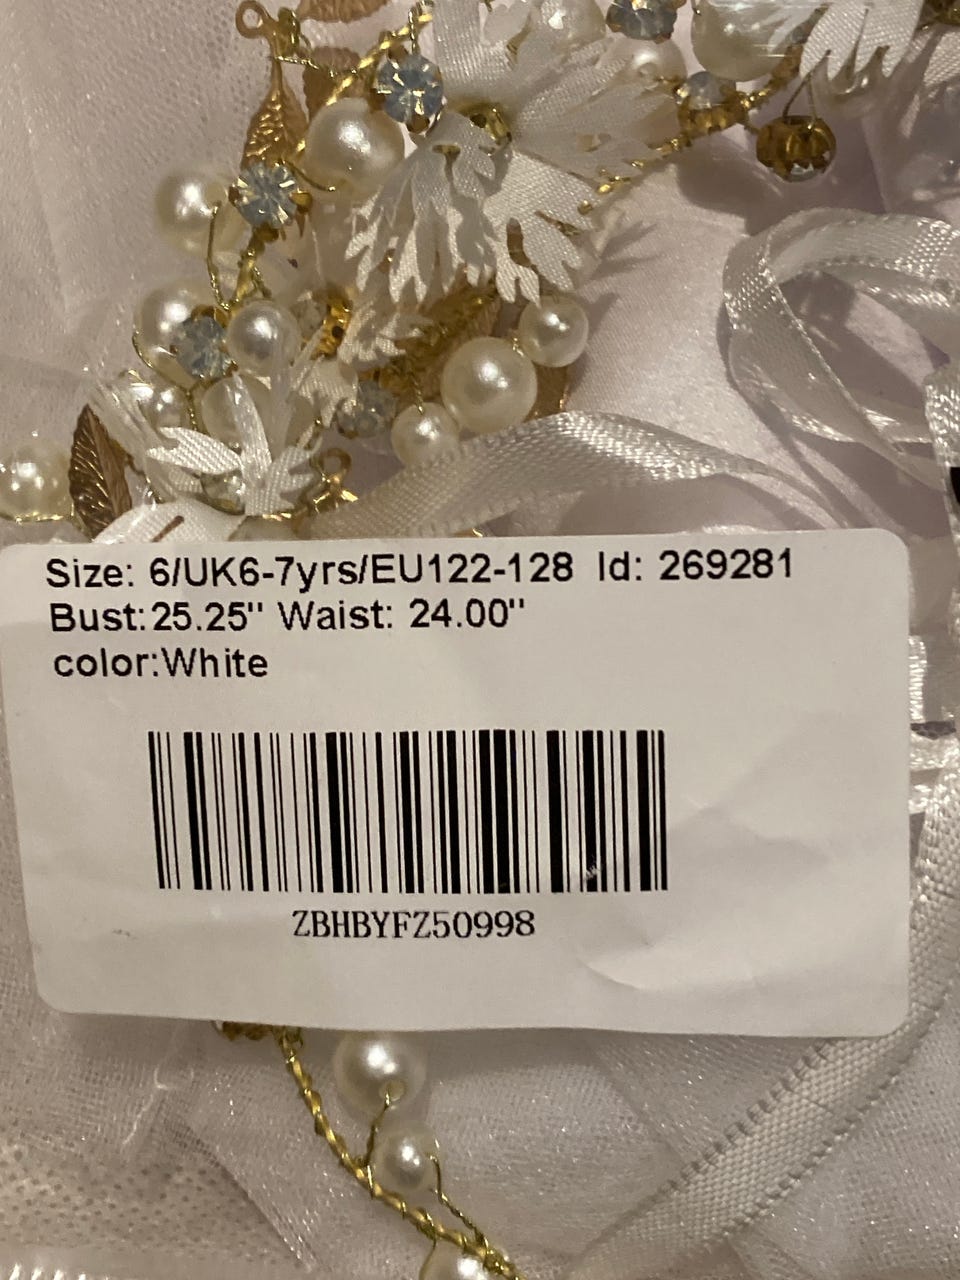 Size: 6/UK6-7yrs/EU122-128 Id: 269281
Bust:25.25" Waist: 24.00"
color:White
ZBHBYFZ50998